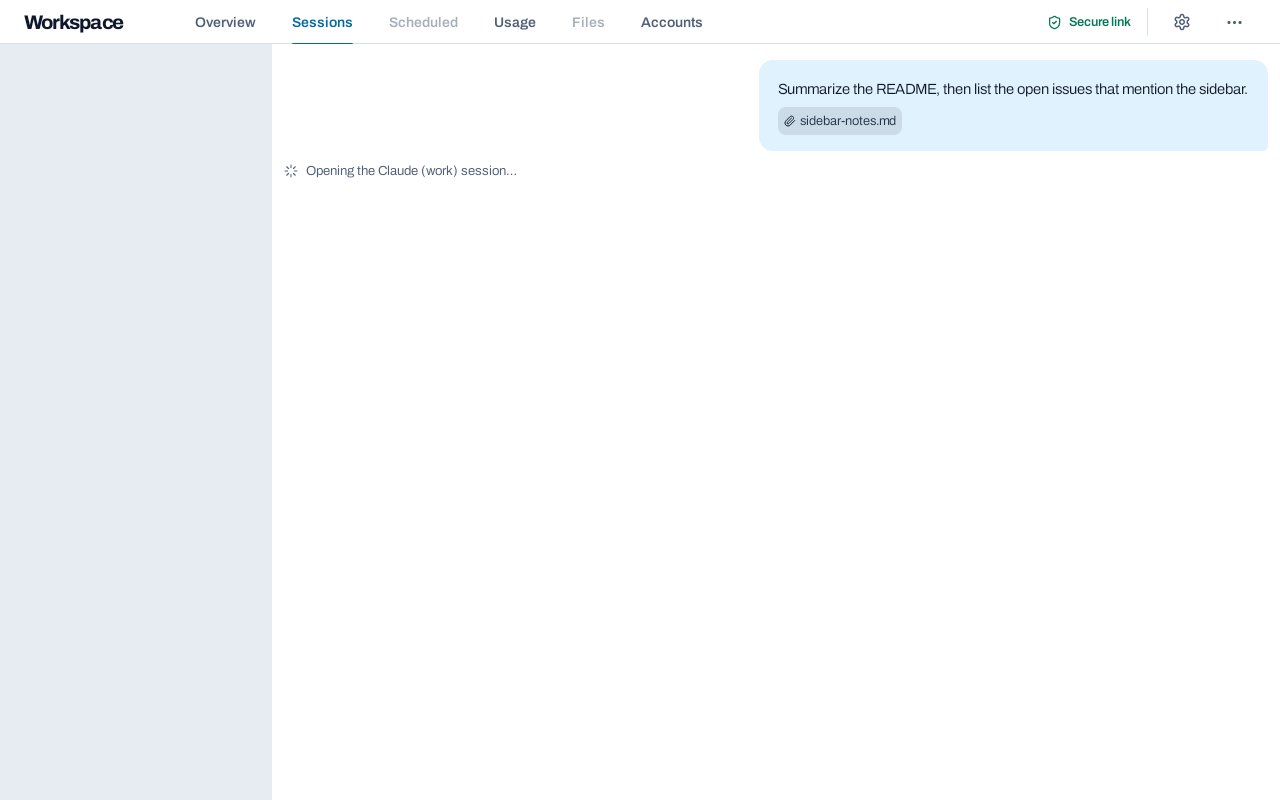 Workspace
Overview
Sessions
Scheduled
Usage
Files
Accounts
Secure link
Summarize the README, then list the open issues that mention the sidebar.
sidebar-notes.md
Opening the Claude (work) session...